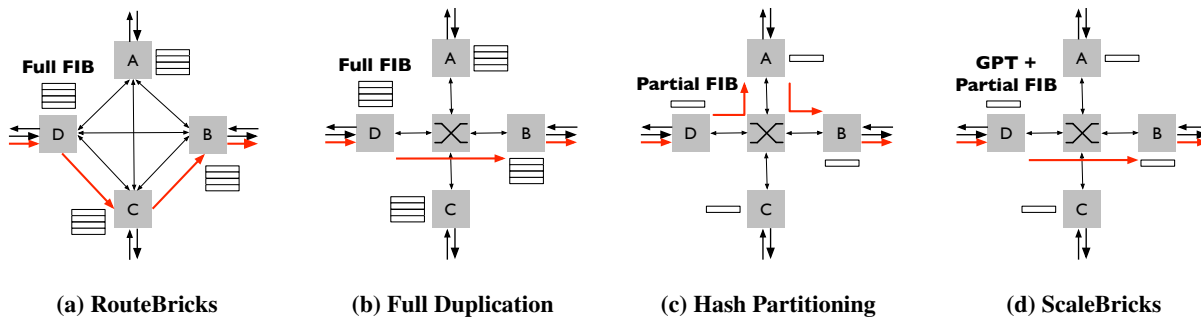 Full FIB
A
D
B
C
(a) RouteBricks
Full FIB
A
D
B
C
(b) Full Duplication
Partial FIB
A
D
B
C
(c) Hash Partitioning
GPT +
Partial FIB
A
D
B
C
(d) ScaleBricks